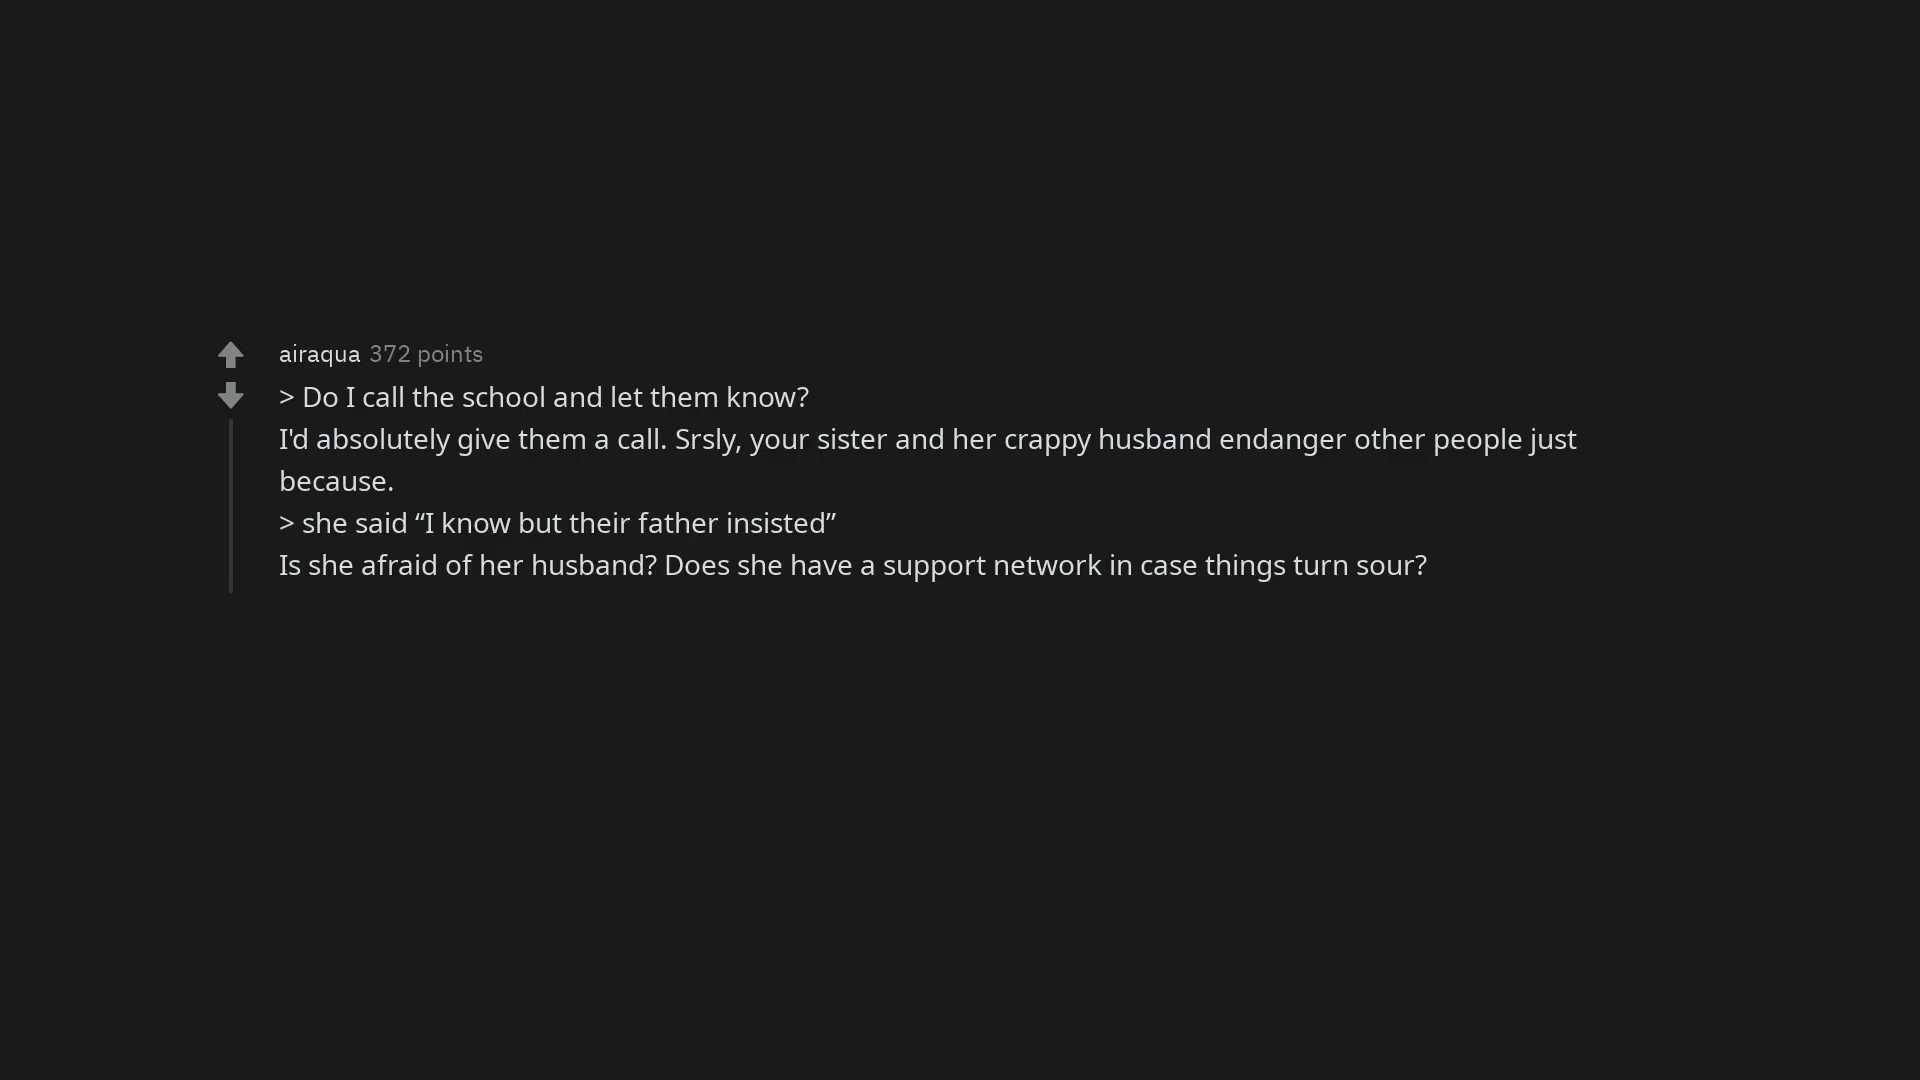 airaqua 372 points
> Do I call the school and let them know?
I'd absolutely give them a call. Srsly, your sister and her crappy husband endanger other people just
because.
> she said “I know but their father insisted”
Is she afraid of her husband? Does she have a support network in case things turn sour?